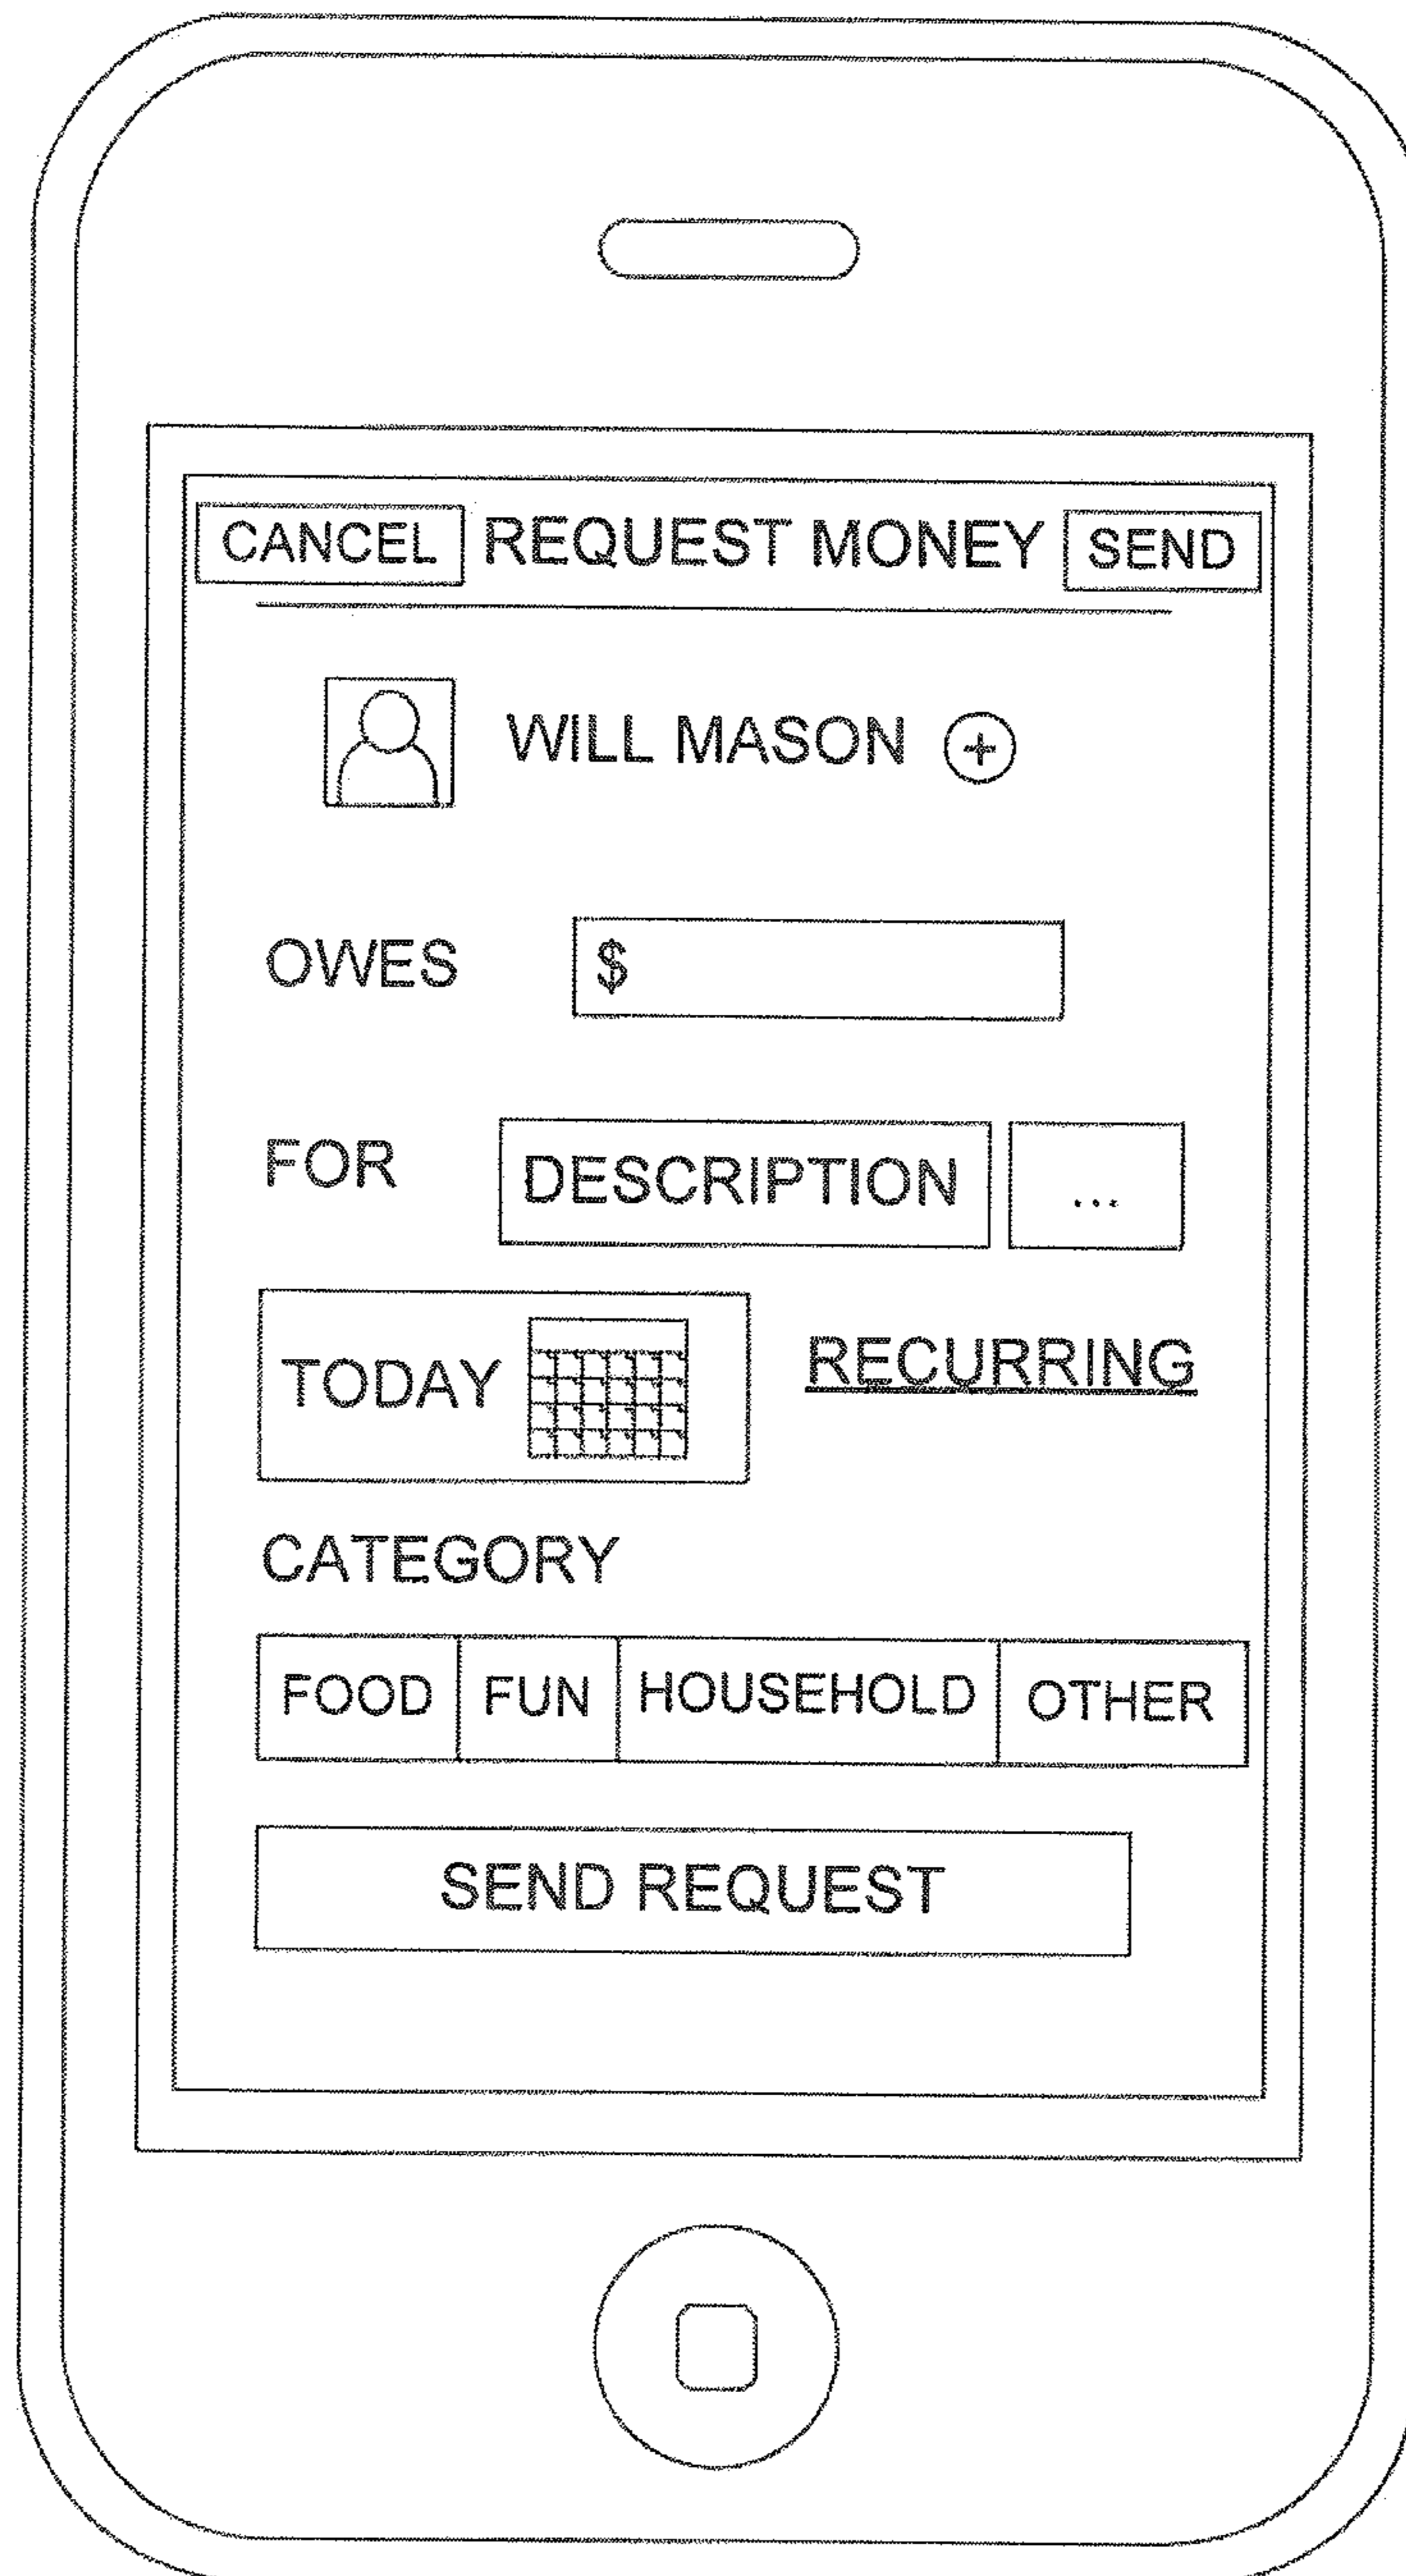 CANCEL REQUEST MONEY SEND
WILL MASON +
OWES $
FOR DESCRIPTION ...
TODAY RECURRING
CATEGORY
FOOD FUN HOUSEHOLD OTHER
SEND REQUEST